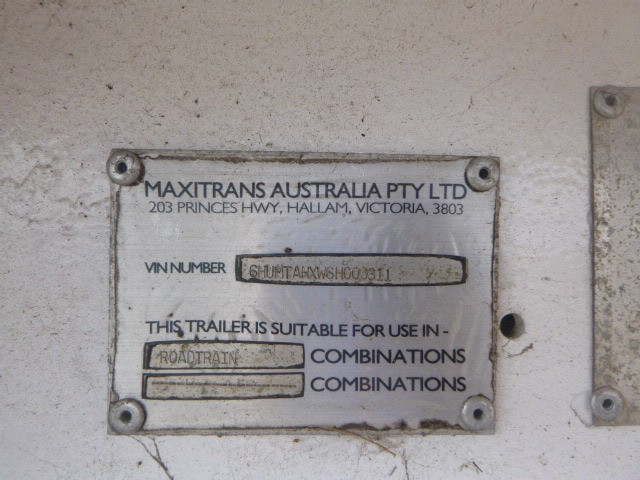 MAXITRANS AUSTRALIA PTY LTD
203 PRINCES HWY, HALLAM, VICTORIA, 3803
VIN NUMBER 6HUMTAHXW6H000311
THIS TRAILER IS SUITABLE FOR USE IN -
ROADTRAIN COMBINATIONS
COMBINATIONS